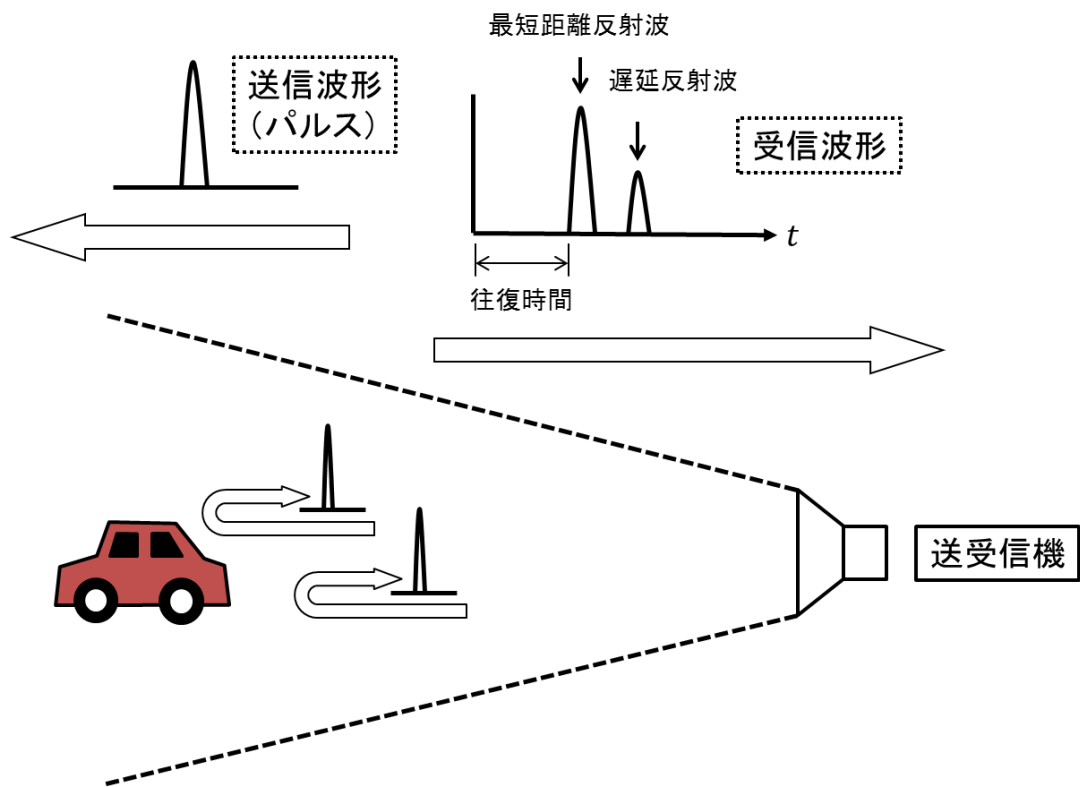 最短距離反射波
遅延反射波
送信波形
（パルス）
受信波形
t
往復時間
送受信機